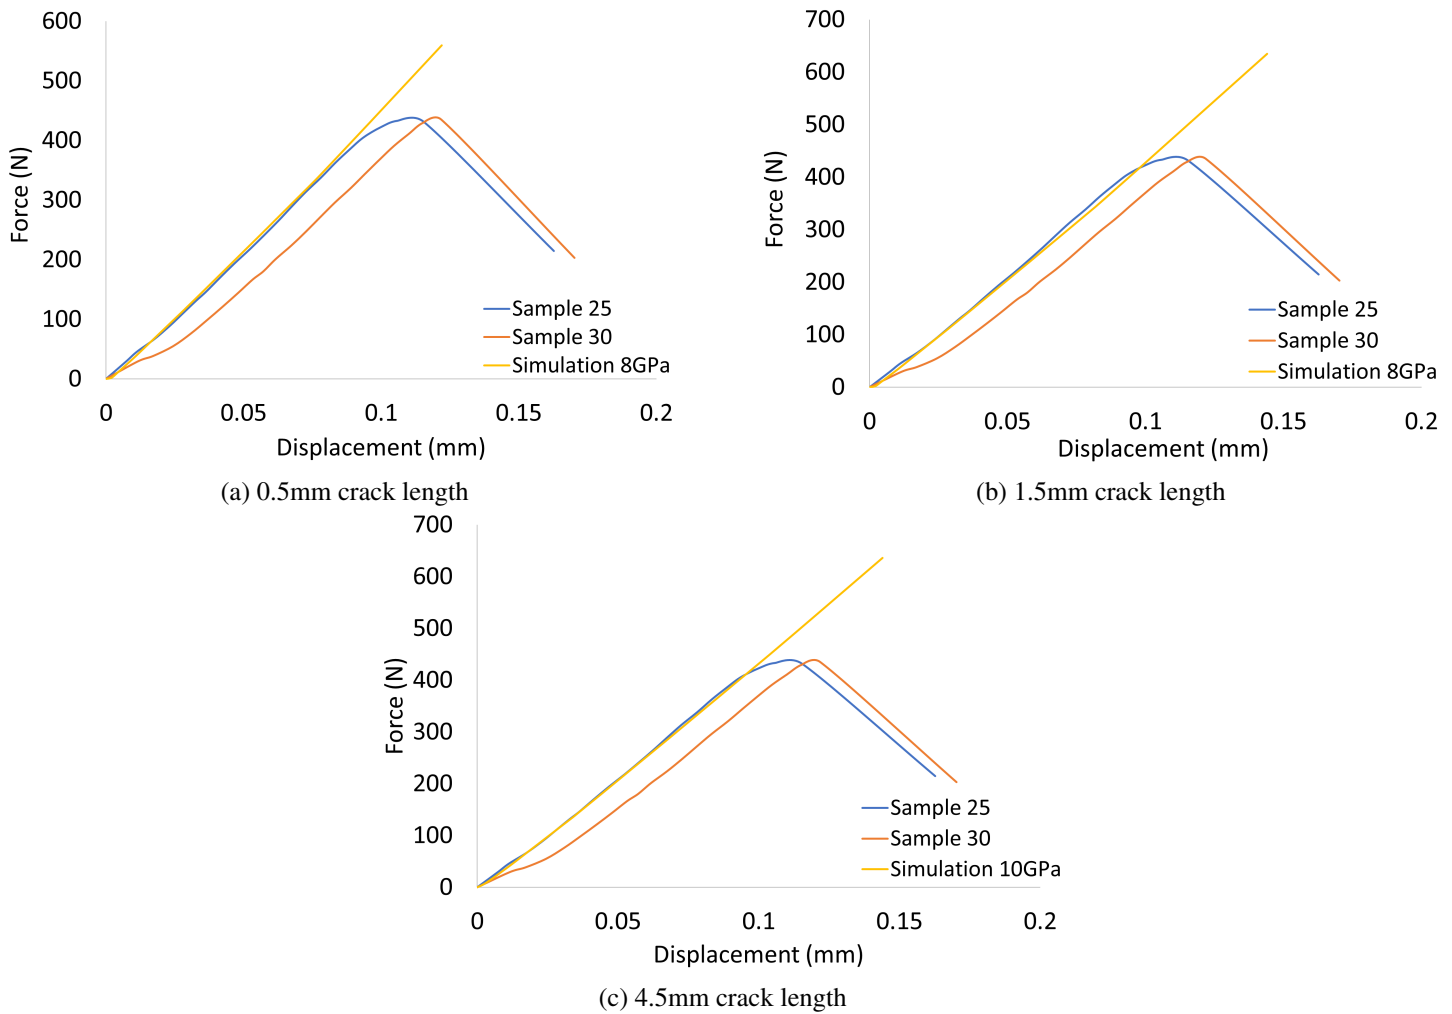 600
500
400
300
200
100
0
Force (N)
0 0.05 0.1 0.15 0.2
Displacement (mm)
Sample 25
Sample 30
Simulation 8GPa
(a) 0.5mm crack length
700
600
500
400
300
200
100
0
Force (N)
0 0.05 0.1 0.15 0.2
Displacement (mm)
Sample 25
Sample 30
Simulation 8GPa
(b) 1.5mm crack length
700
600
500
400
300
200
100
0
Force (N)
0 0.05 0.1 0.15 0.2
Displacement (mm)
Sample 25
Sample 30
Simulation 10GPa
(c) 4.5mm crack length